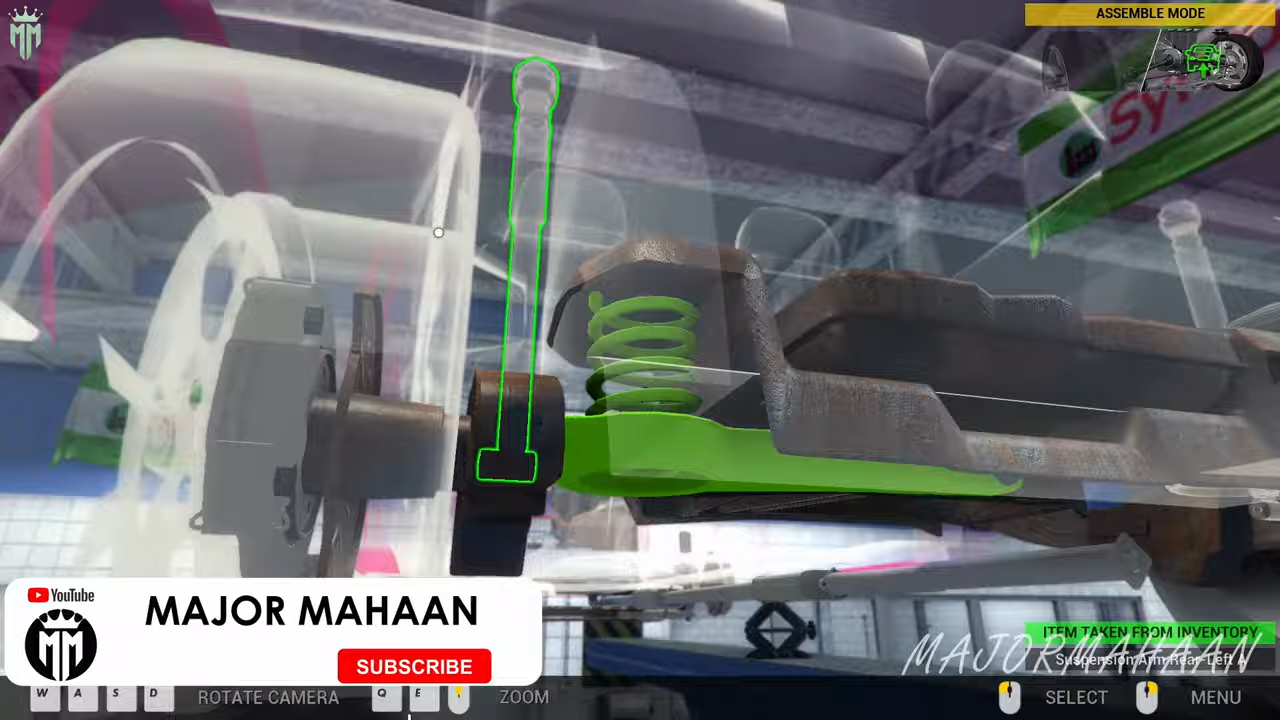 ASSEMBLE MODE
YouTube
MAJOR MAHAAN
SUBSCRIBE
ITEM TAKEN FROM INVENTORY
MAJORMAHAAN
Suspension Arm Rear-Left A
W A S D ROTATE CAMERA Q E ZOOM SELECT MENU